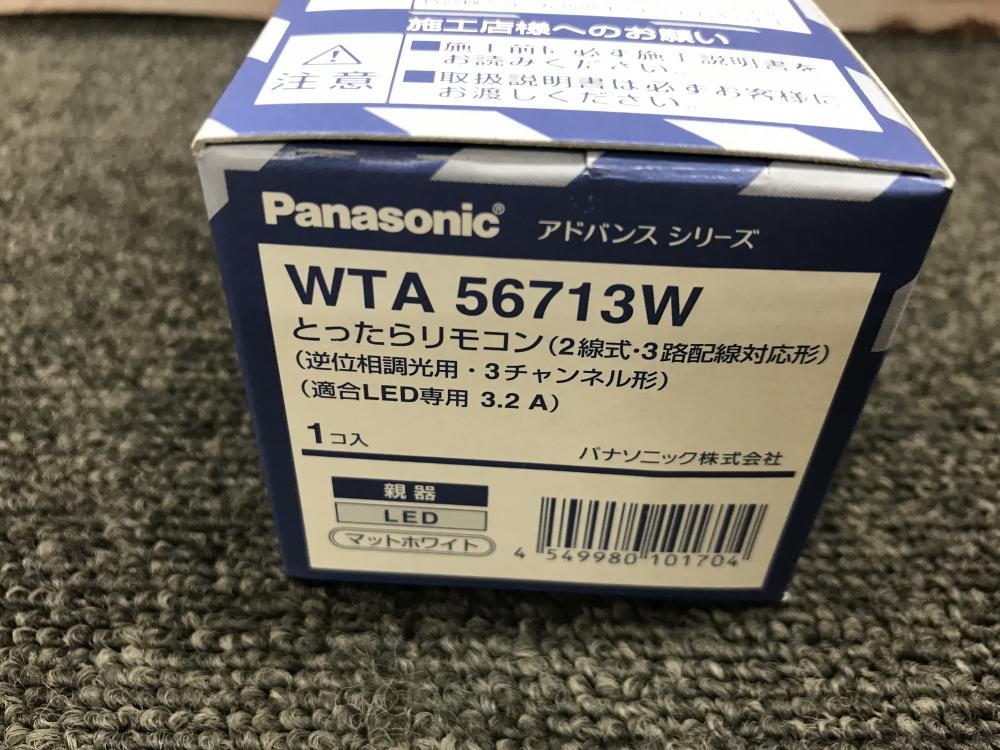 施工店様へのお願い
注意
■施工前に必ず施工説明書を
お読みください。
■取扱説明書は必ずお客様に
お渡しください。
Panasonic® アドバンス シリーズ
WTA 56713W
とったらリモコン(2線式・3路配線対応形)
(逆位相調光用・3チャンネル形)
(適合LED専用 3.2 A)
1コ入
パナソニック株式会社
親器
LED
マットホワイト
4 549980 101704